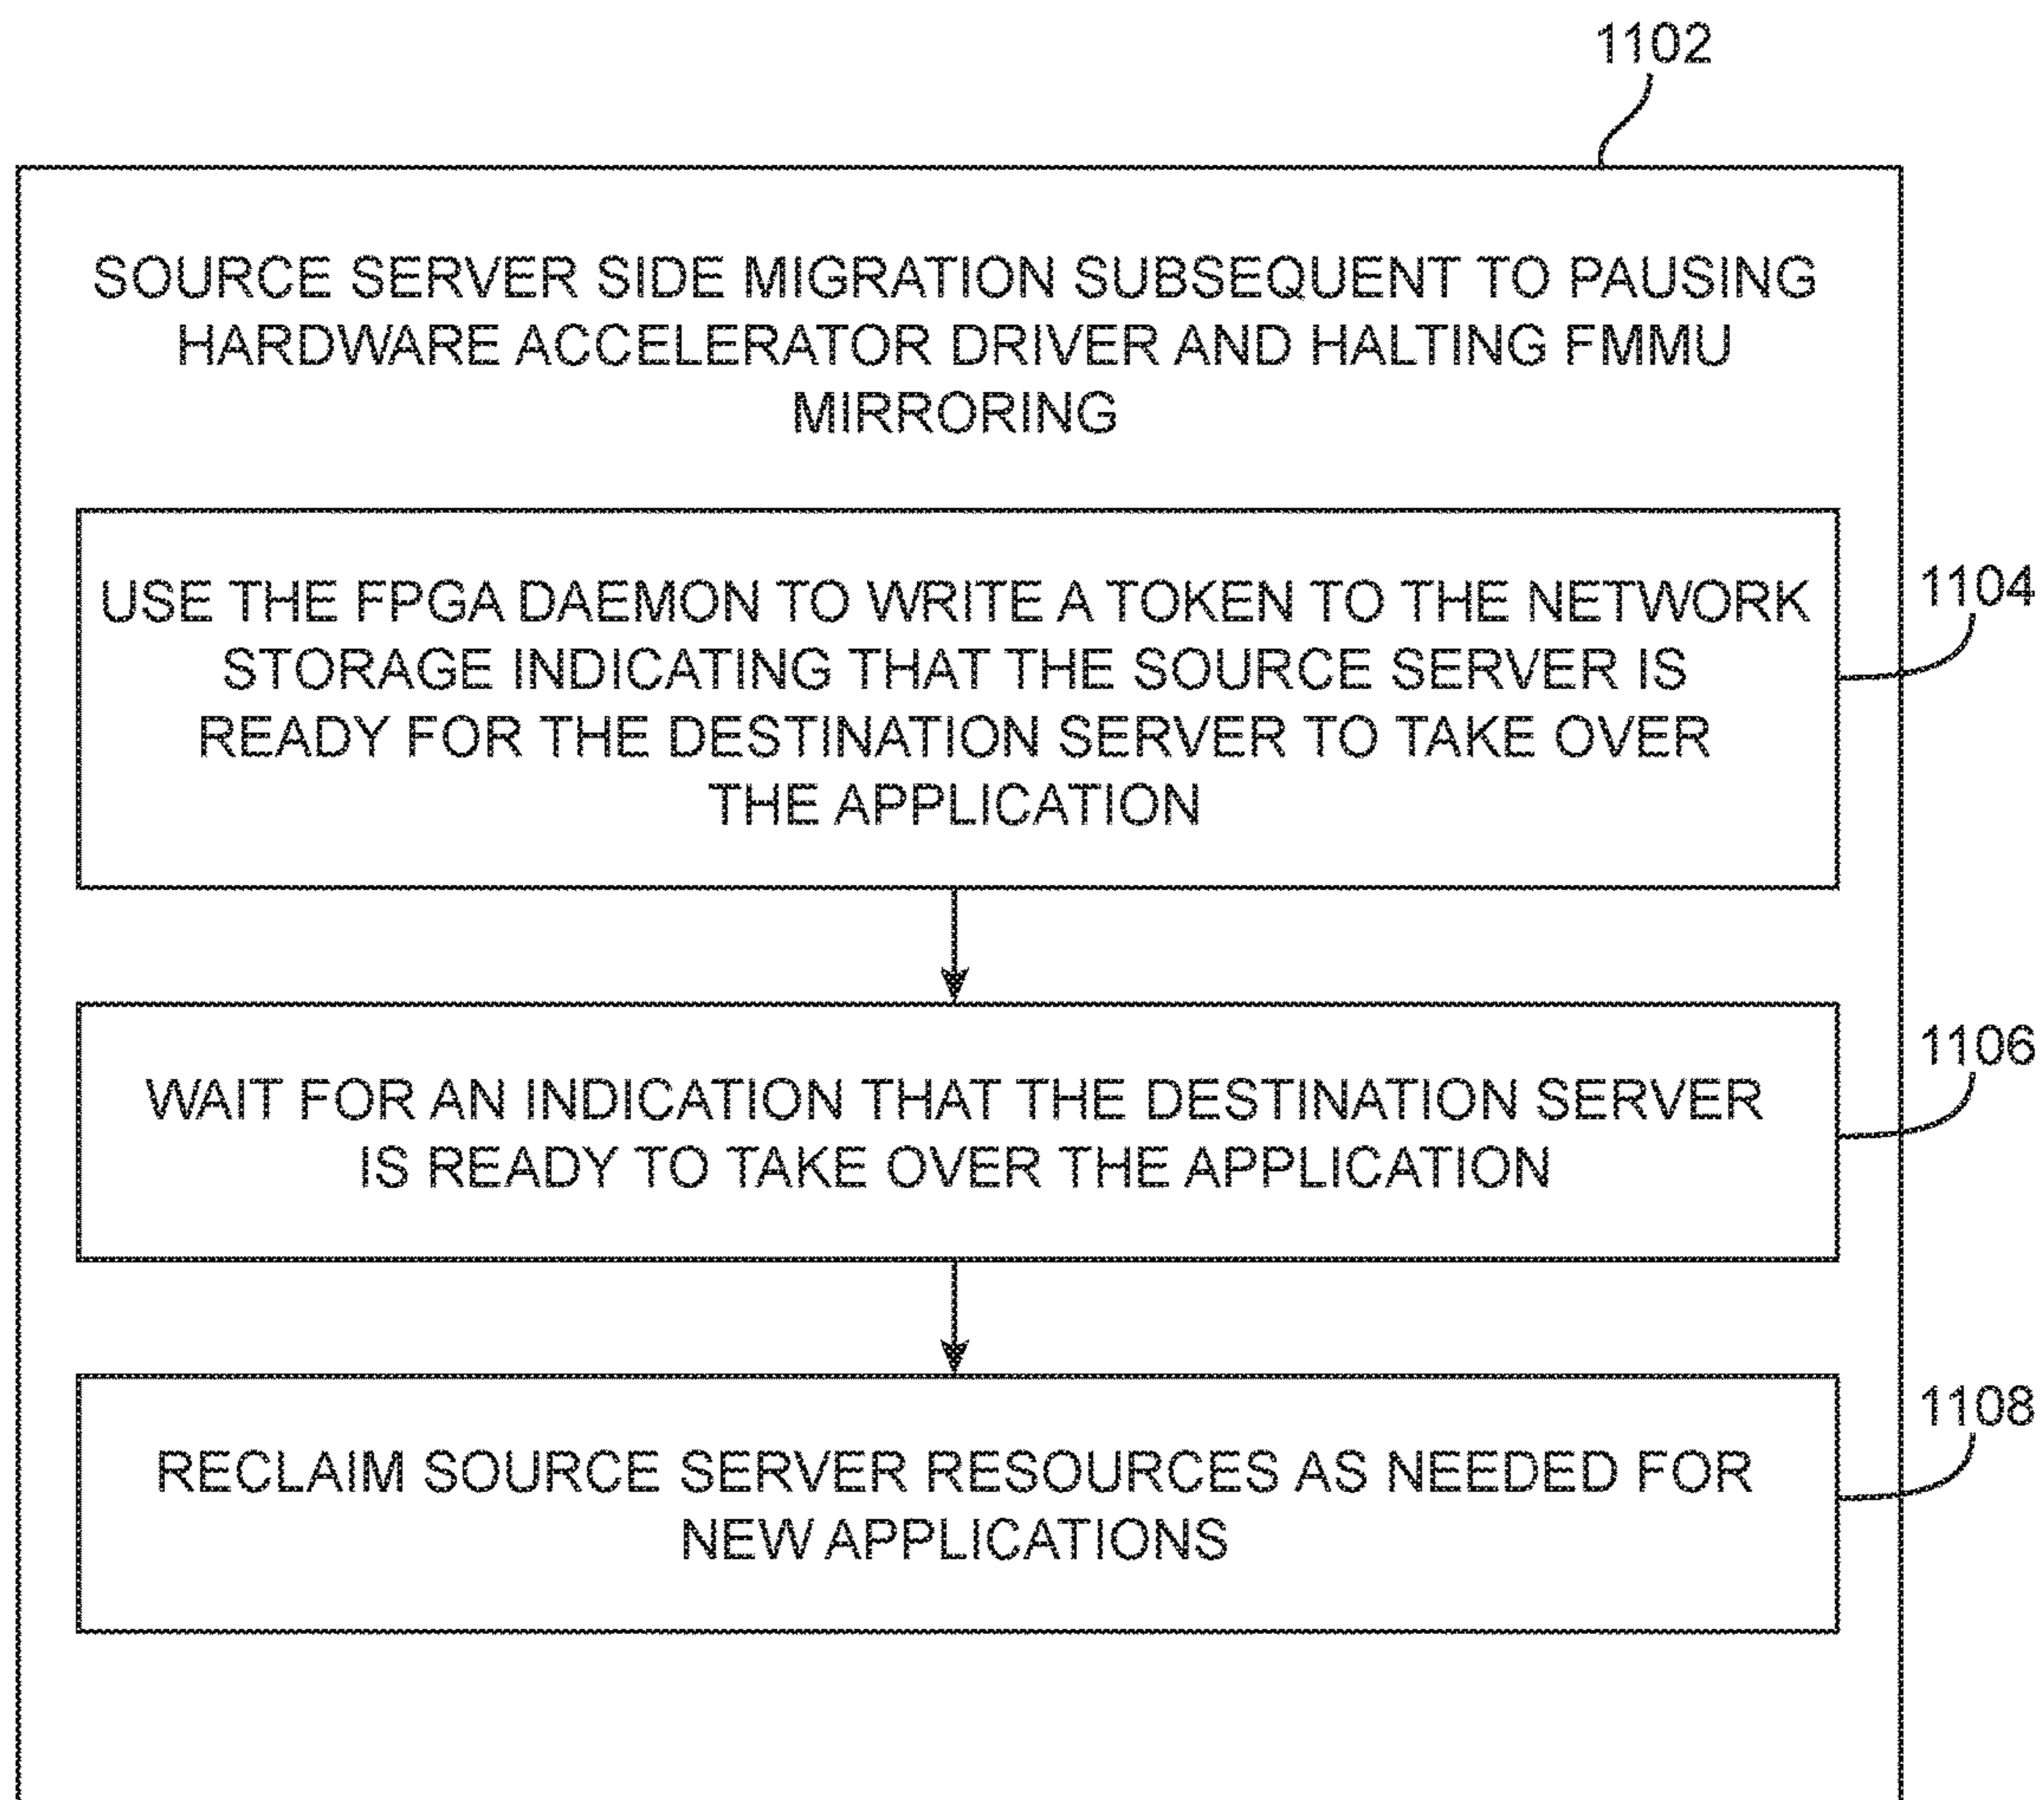 1102
SOURCE SERVER SIDE MIGRATION SUBSEQUENT TO PAUSING
HARDWARE ACCELERATOR DRIVER AND HALTING FMMU
MIRRORING
USE THE FPGA DAEMON TO WRITE A TOKEN TO THE NETWORK
STORAGE INDICATING THAT THE SOURCE SERVER IS
READY FOR THE DESTINATION SERVER TO TAKE OVER
THE APPLICATION
1104
WAIT FOR AN INDICATION THAT THE DESTINATION SERVER
IS READY TO TAKE OVER THE APPLICATION
1106
RECLAIM SOURCE SERVER RESOURCES AS NEEDED FOR
NEW APPLICATIONS
1108